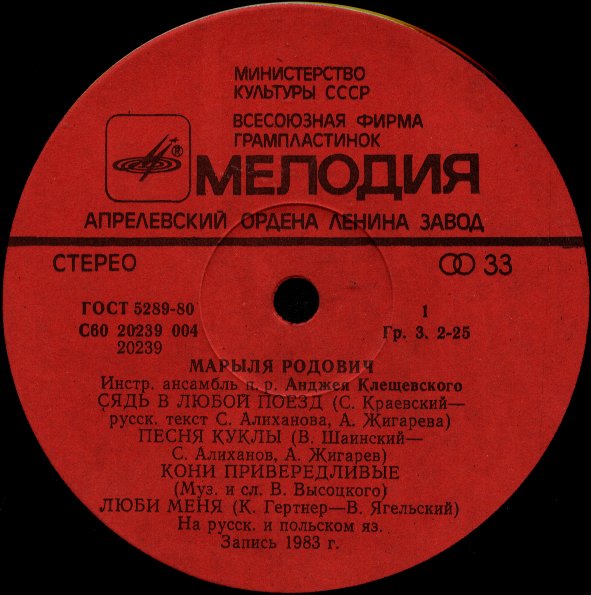 МИНИСТЕРСТВО
КУЛЬТУРЫ СССР
ВСЕСОЮЗНАЯ ФИРМА
ГРАМПЛАСТИНОК
®
МЕЛОДИЯ
АПРЕЛЕВСКИЙ ОРДЕНА ЛЕНИНА ЗАВОД
СТЕРЕО 33
ГОСТ 5289-80 1
С60 20239 004 Гр. 3. 2-25
20239
МАРЫЛЯ РОДОВИЧ
Инстр. ансамбль п. р. Анджея Клещевского
СЯДЬ В ЛЮБОЙ ПОЕЗД (С. Краевский—
русск. текст С. Алиханова, А. Жигарева)
ПЕСНЯ КУКЛЫ (В. Шаинский—
С. Алиханов, А. Жигарев)
КОНИ ПРИВЕРЕДЛИВЫЕ
(Муз. и сл. В. Высоцкого)
ЛЮБИ МЕНЯ (К. Гертнер—В. Ягельский)
На русск. и польском яз.
Запись 1983 г.